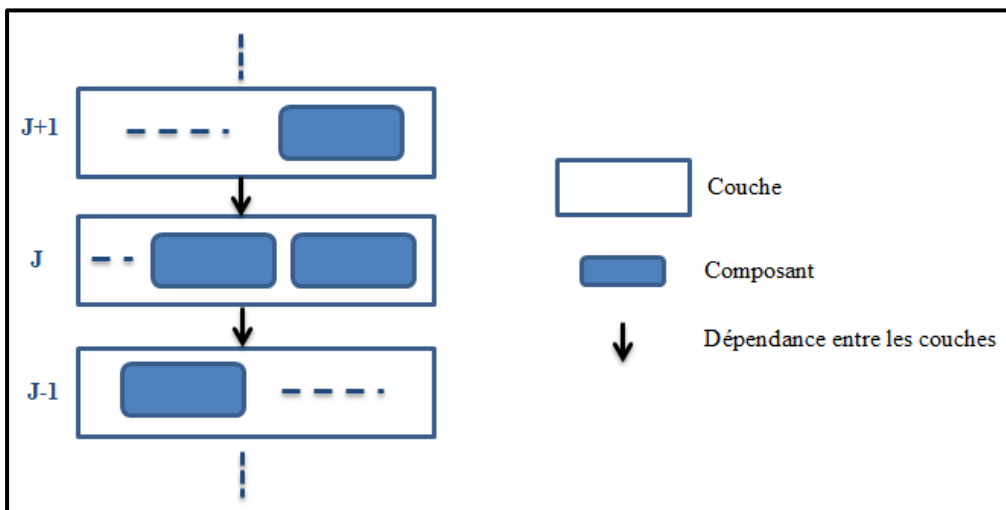 J+1
J
J-1
Couche
Composant
Dépendance entre les couches